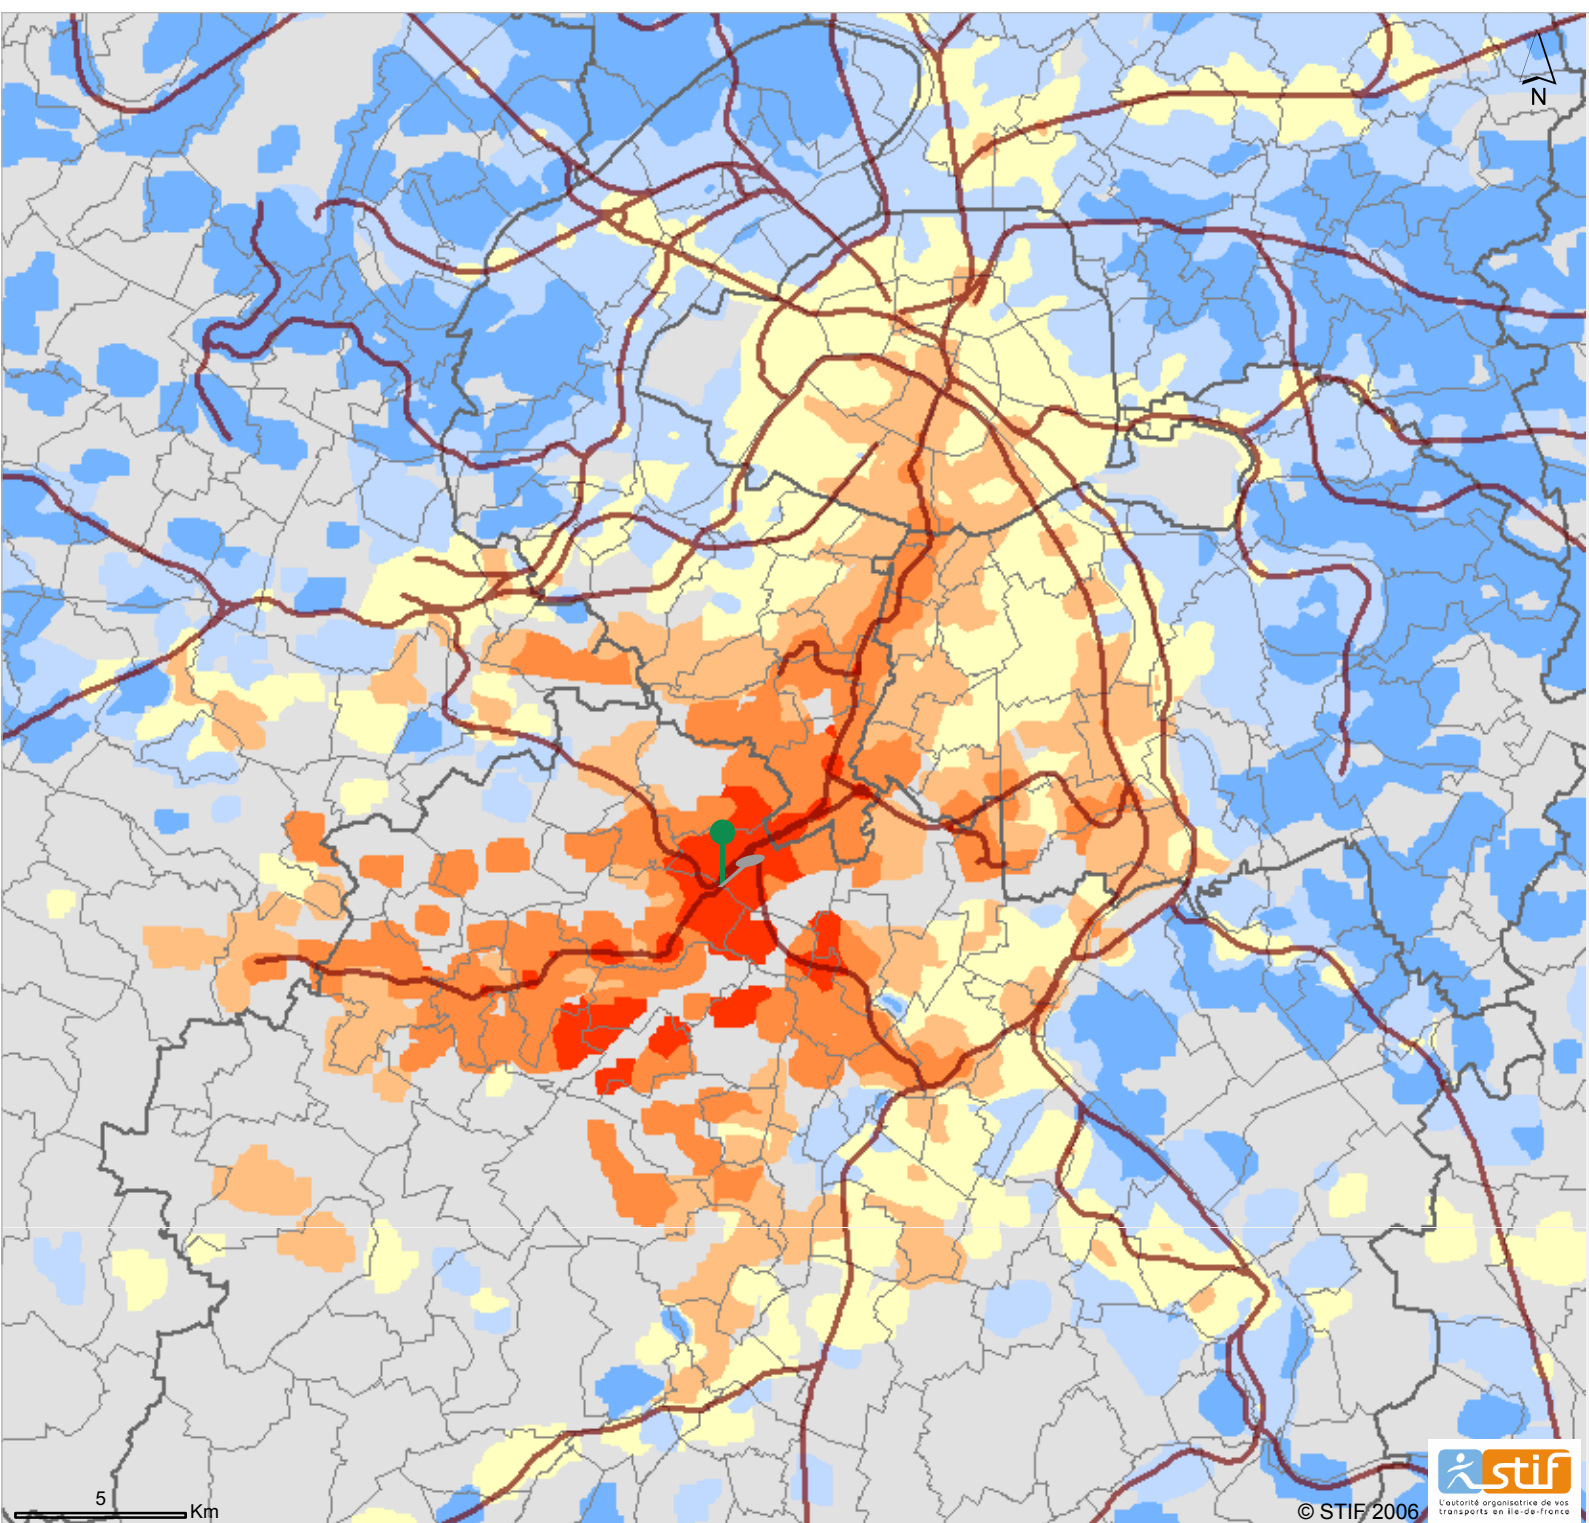 N
5
Km
© STIF 2006
stif
L'autorité organisatrice de vos
transports en île-de-france